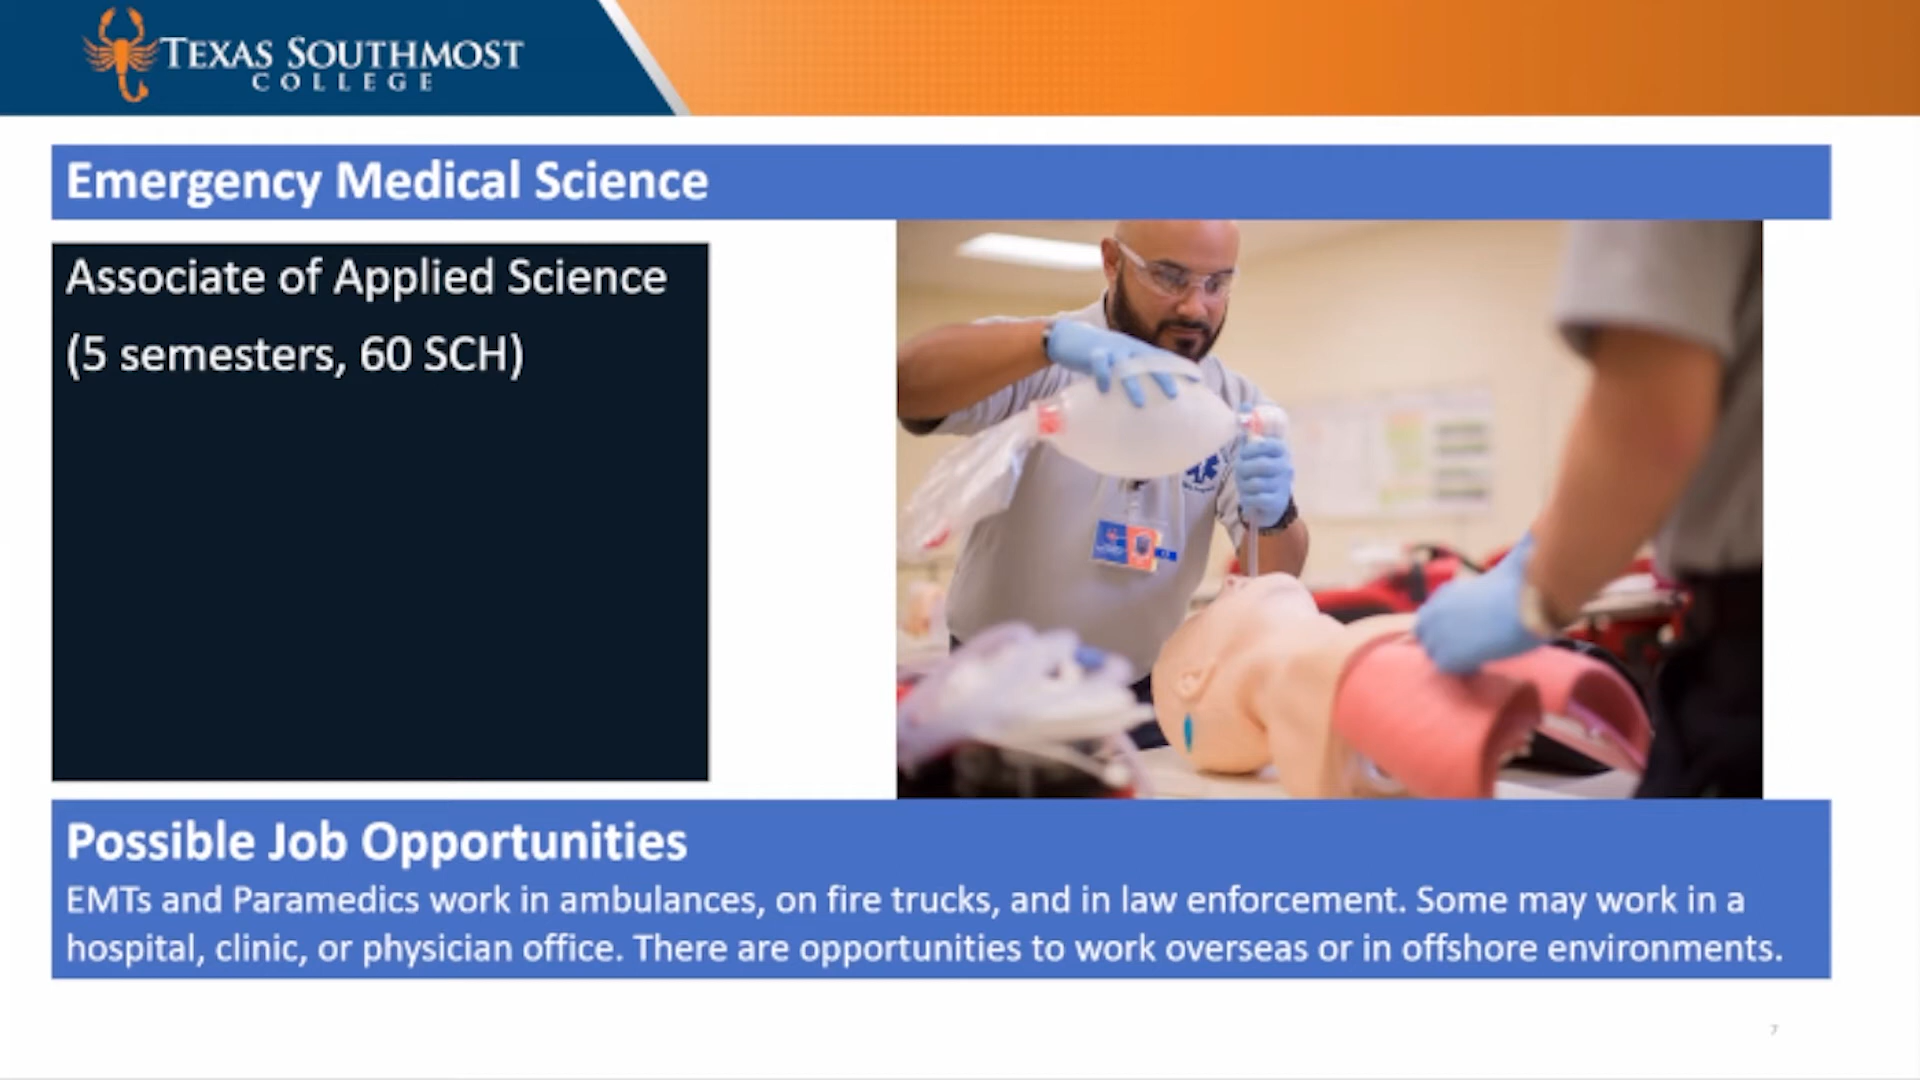 TEXAS SOUTHMOST
COLLEGE
Emergency Medical Science
Associate of Applied Science
(5 semesters, 60 SCH)
Possible Job Opportunities
EMTs and Paramedics work in ambulances, on fire trucks, and in law enforcement. Some may work in a
hospital, clinic, or physician office. There are opportunities to work overseas or in offshore environments.
7